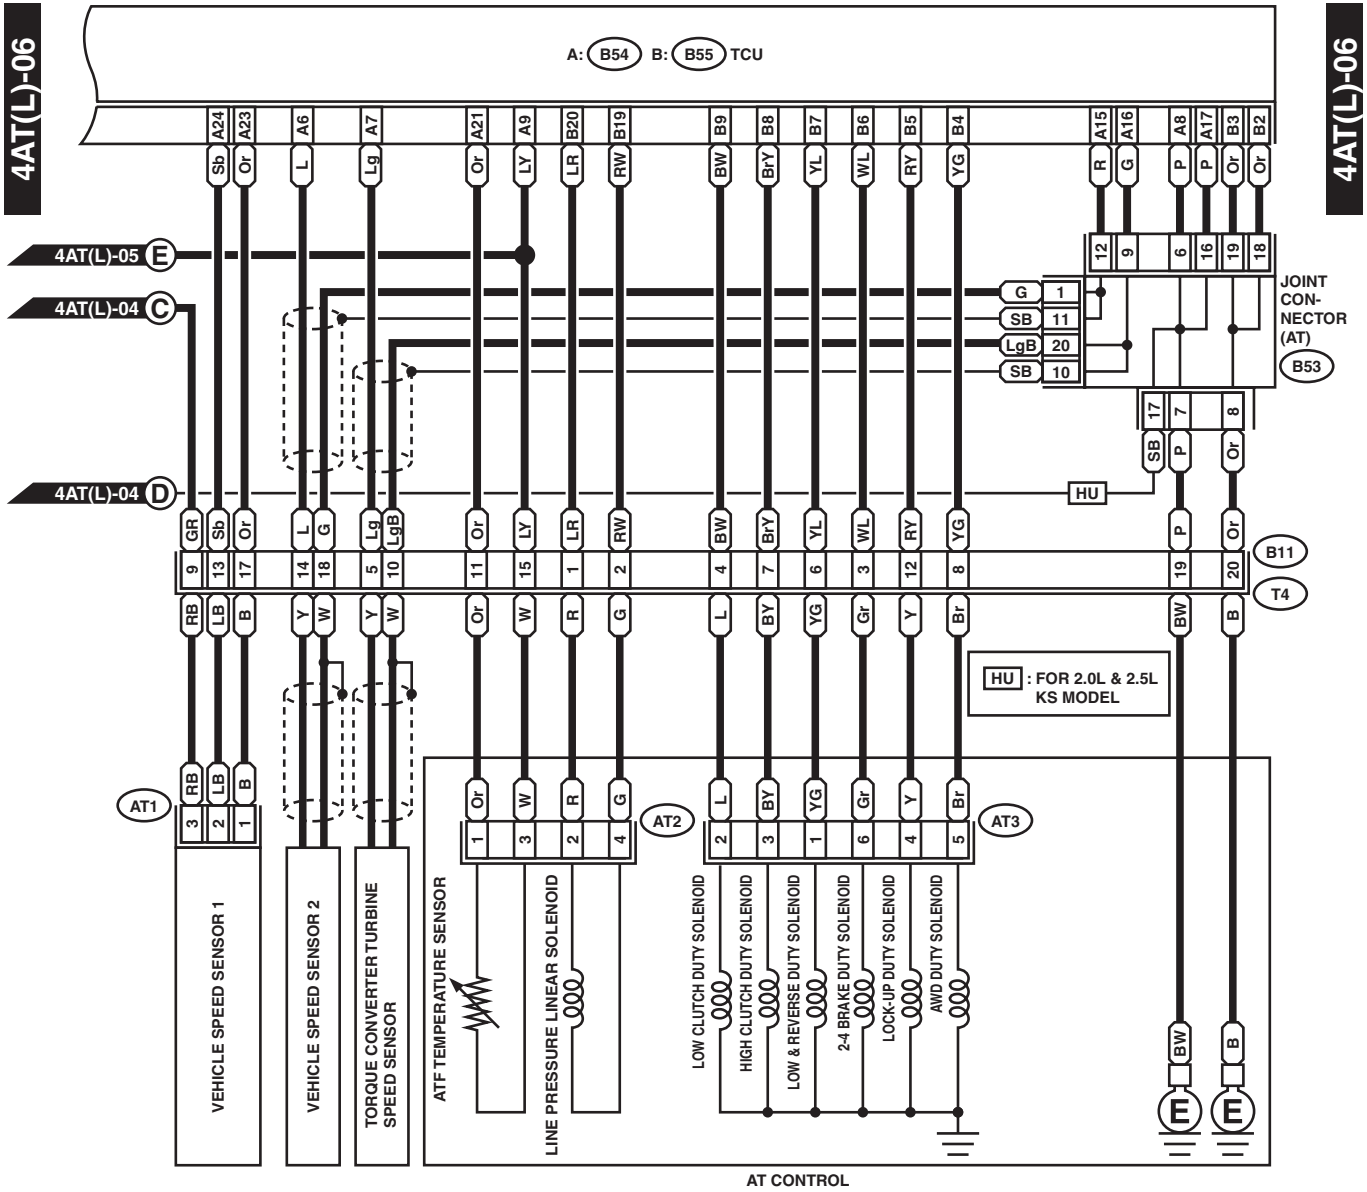 4AT(L)-06
4AT(L)-06
A: B54 B: B55 TCU
A24 A23 A6 A7 A21 A9 B20 B19 B9 B8 B7 B6 B5 B4 A15 A16 A8 A17 B3 B2
Sb Or L Lg Or LY LR RW BW BrY YL WL RY YG R G P P Or Or
4AT(L)-05 E
12 9 6 16 19 18
4AT(L)-04 C
G 1
SB 11
LgB 20
SB 10
JOINT
CON-
NECTOR
(AT)
B53
17 7 8
SB P Or
4AT(L)-04 D
HU
GR Sb Or L G Lg LgB Or LY LR RW BW BrY YL WL RY YG P Or
9 13 17 14 18 5 10 11 15 1 2 4 7 6 3 12 8 19 20
B11
T4
RB LB B Y W Y W Or W R G L BY YG Gr Y Br BW B
HU : FOR 2.0L & 2.5L
KS MODEL
RB LB B
AT1
3 2 1
Or W R G
1 3 2 4
AT2
L BY YG Gr Y Br
2 3 1 6 4 5
AT3
VEHICLE SPEED SENSOR 1
VEHICLE SPEED SENSOR 2
TORQUE CONVERTER TURBINE
SPEED SENSOR
ATF TEMPERATURE SENSOR
LINE PRESSURE LINEAR SOLENOID
LOW CLUTCH DUTY SOLENOID
HIGH CLUTCH DUTY SOLENOID
LOW & REVERSE DUTY SOLENOID
2-4 BRAKE DUTY SOLENOID
LOCK-UP DUTY SOLENOID
AWD DUTY SOLENOID
BW B
E E
AT CONTROL